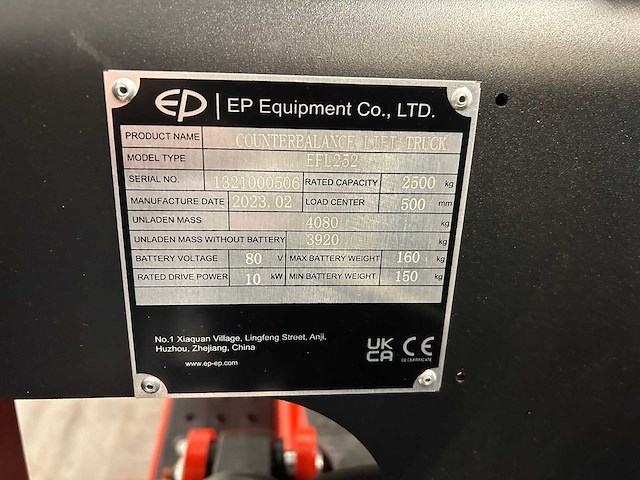 EP | EP Equipment Co., LTD.
PRODUCT NAME COUNTERBALANCE LIFT TRUCK
MODEL TYPE EFL252
SERIAL NO. 1321000506 RATED CAPACITY 2500 kg
MANUFACTURE DATE 2023.02 LOAD CENTER 500 mm
UNLADEN MASS 4080 kg
UNLADEN MASS WITHOUT BATTERY 3920 kg
BATTERY VOLTAGE 80 V MAX BATTERY WEIGHT 160 kg
RATED DRIVE POWER 10 kW MIN BATTERY WEIGHT 150 kg
No.1 Xiaquan Village, Lingfeng Street, Anji,
Huzhou, Zhejiang, China
www.ep-ep.com
UK
CA CE
CE CERTIFICATE